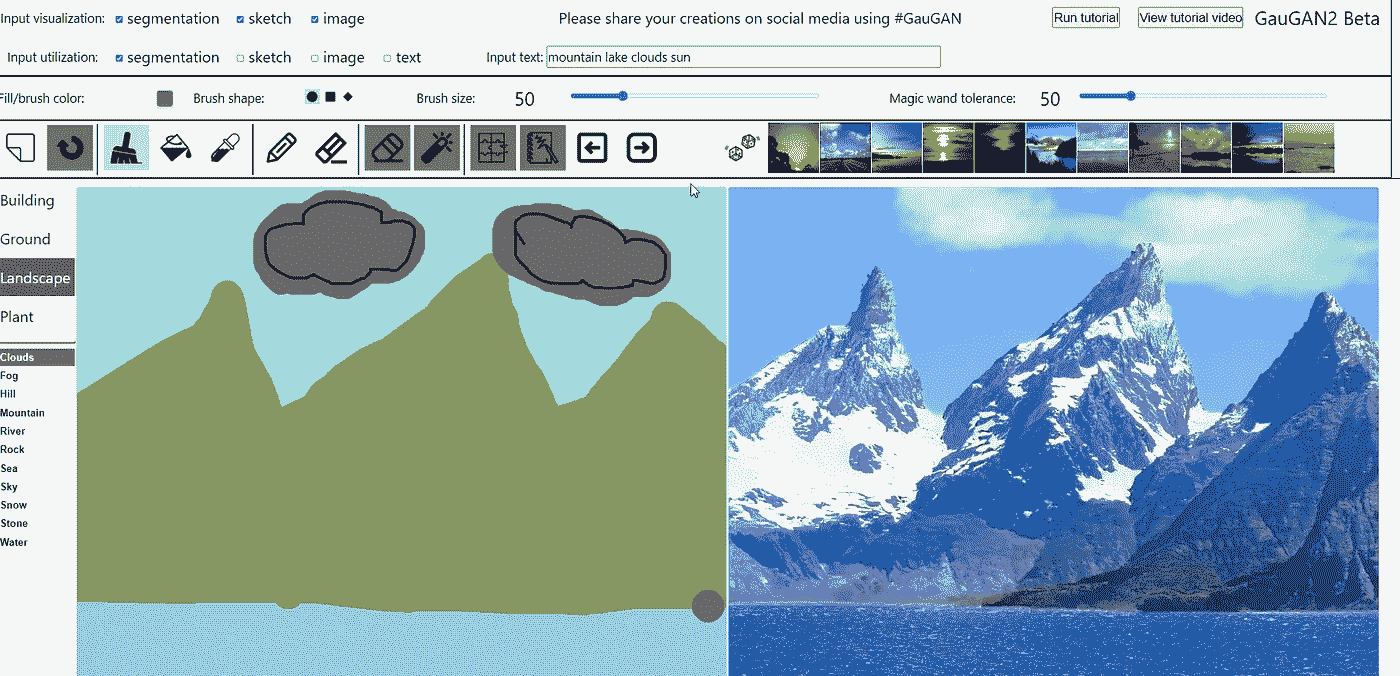 Input visualization: segmentation sketch image Please share your creations on social media using #GauGAN Run tutorial View tutorial video GauGAN2 Beta
Input utilization: segmentation sketch image text Input text: mountain lake clouds sun
Fill/brush color: Brush shape: Brush size: 50 Magic wand tolerance: 50
Building
Ground
Landscape
Plant
Clouds
Fog
Hill
Mountain
River
Rock
Sea
Sky
Snow
Stone
Water